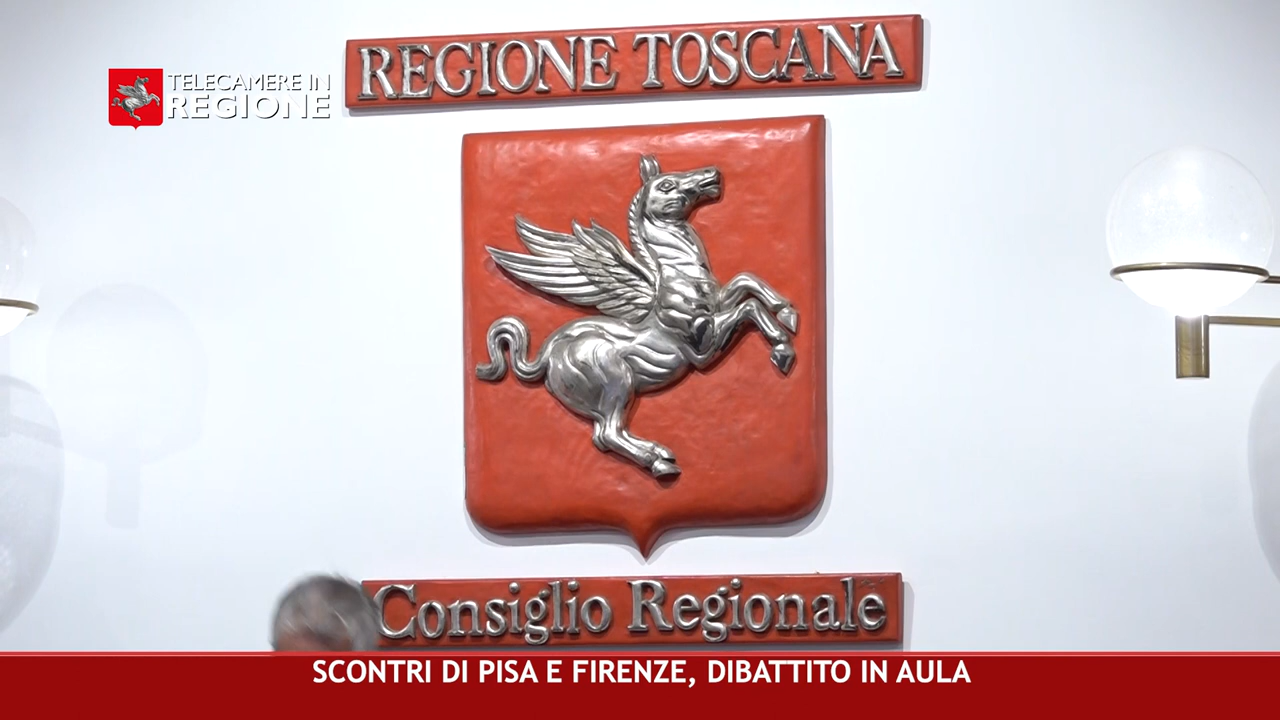 REGIONE TOSCANA
TELECAMERE IN
REGIONE
Consiglio Regionale
SCONTRI DI PISA E FIRENZE, DIBATTITO IN AULA